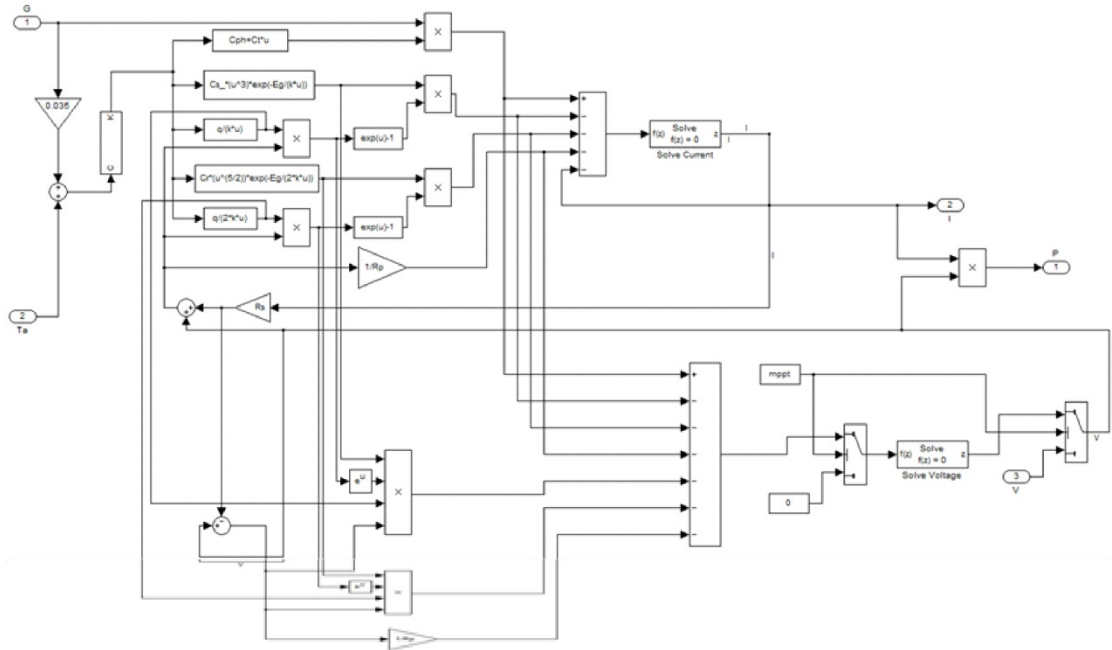 G
1
Cph+Ct*u
×
0.035
Cs_*(u^3)*exp(-Eg/(k*u))
×
K
C
q/(k*u)
×
exp(u)-1
+
−
−
−
−
f(z)
Solve
f(z) = 0
z
Solve Current
I
I
Cr*(u^(5/2))*exp(-Eg/(2*k*u))
×
+
+
q/(2*k*u)
×
exp(u)-1
2
I
1/Rp
I
×
P
1
2
Ta
+
+
Rs
mppt
+
−
−
−
−
−
−
f(z)
Solve
f(z) = 0
z
Solve Voltage
V
3
V
0
e^u
×
+
−
V
×